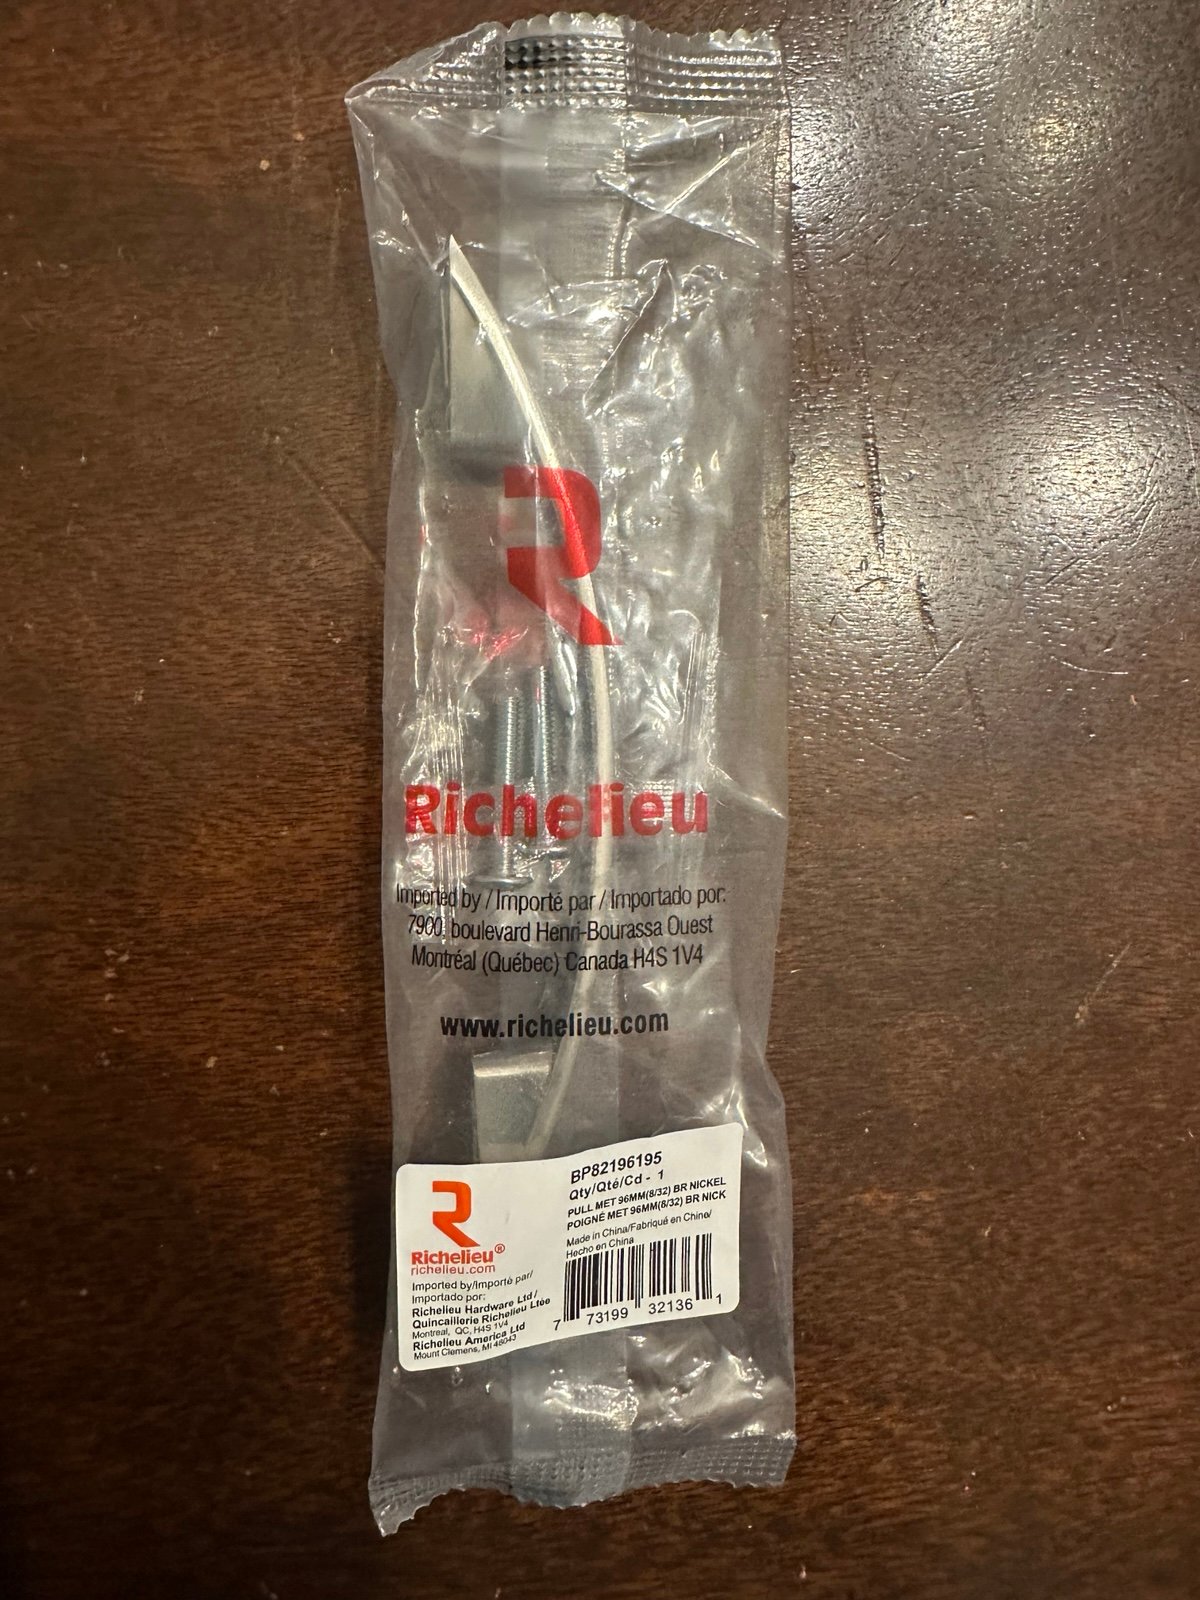 R
Richelieu
Imported by / Importé par / Importado por:
7900, boulevard Henri-Bourassa Ouest
Montréal (Québec) Canada H4S 1V4
www.richelieu.com
R
Richelieu®
richelieu.com
Imported by/Importé par/
Importado por:
Richelieu Hardware Ltd/
Quincaillerie Richelieu Ltée
Montreal, QC, H4S 1V4
Richelieu America Ltd
Mount Clemens, MI 48043
BP82196195
Qty/Qté/Cd - 1
PULL MET 96MM(8/32) BR NICKEL
POIGNÉ MET 96MM(8/32) BR NICK
Made in China/Fabriqué en Chine/
Hecho en China
7 73199 32136 1